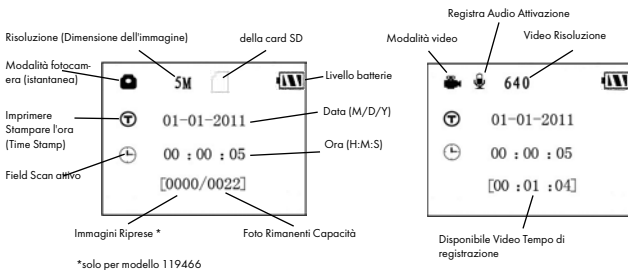 Registra Audio Attivazione
Risoluzione (Dimensione dell'immagine)
della card SD
Modalità video
Video Risoluzione
Modalità fotocam-
era (istantanea)
5M
Livello batterie
640
Imprimere
Stampare l'ora
(Time Stamp)
T
01-01-2011
Data (M/D/Y)
T
01-01-2011
Field Scan attivo
00 : 00 : 05
Ora (H:M:S)
00 : 00 : 05
[0000/0022]
[00 :01 :04]
Immagini Riprese *
Foto Rimanenti Capacità
Disponibile Video Tempo di
registrazione
*solo per modello 119466